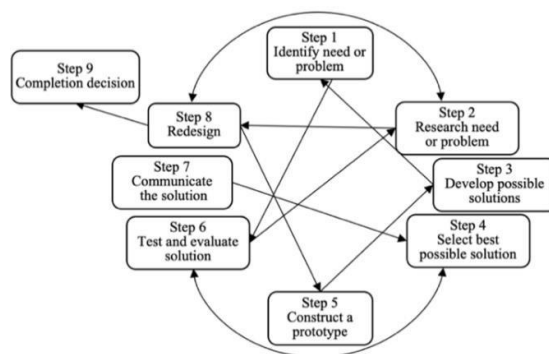 Step 1
Identify need or
problem
Step 2
Research need
or problem
Step 3
Develop possible
solutions
Step 4
Select best
possible solution
Step 5
Construct a
prototype
Step 6
Test and evaluate
solution
Step 7
Communicate
the solution
Step 8
Redesign
Step 9
Completion decision